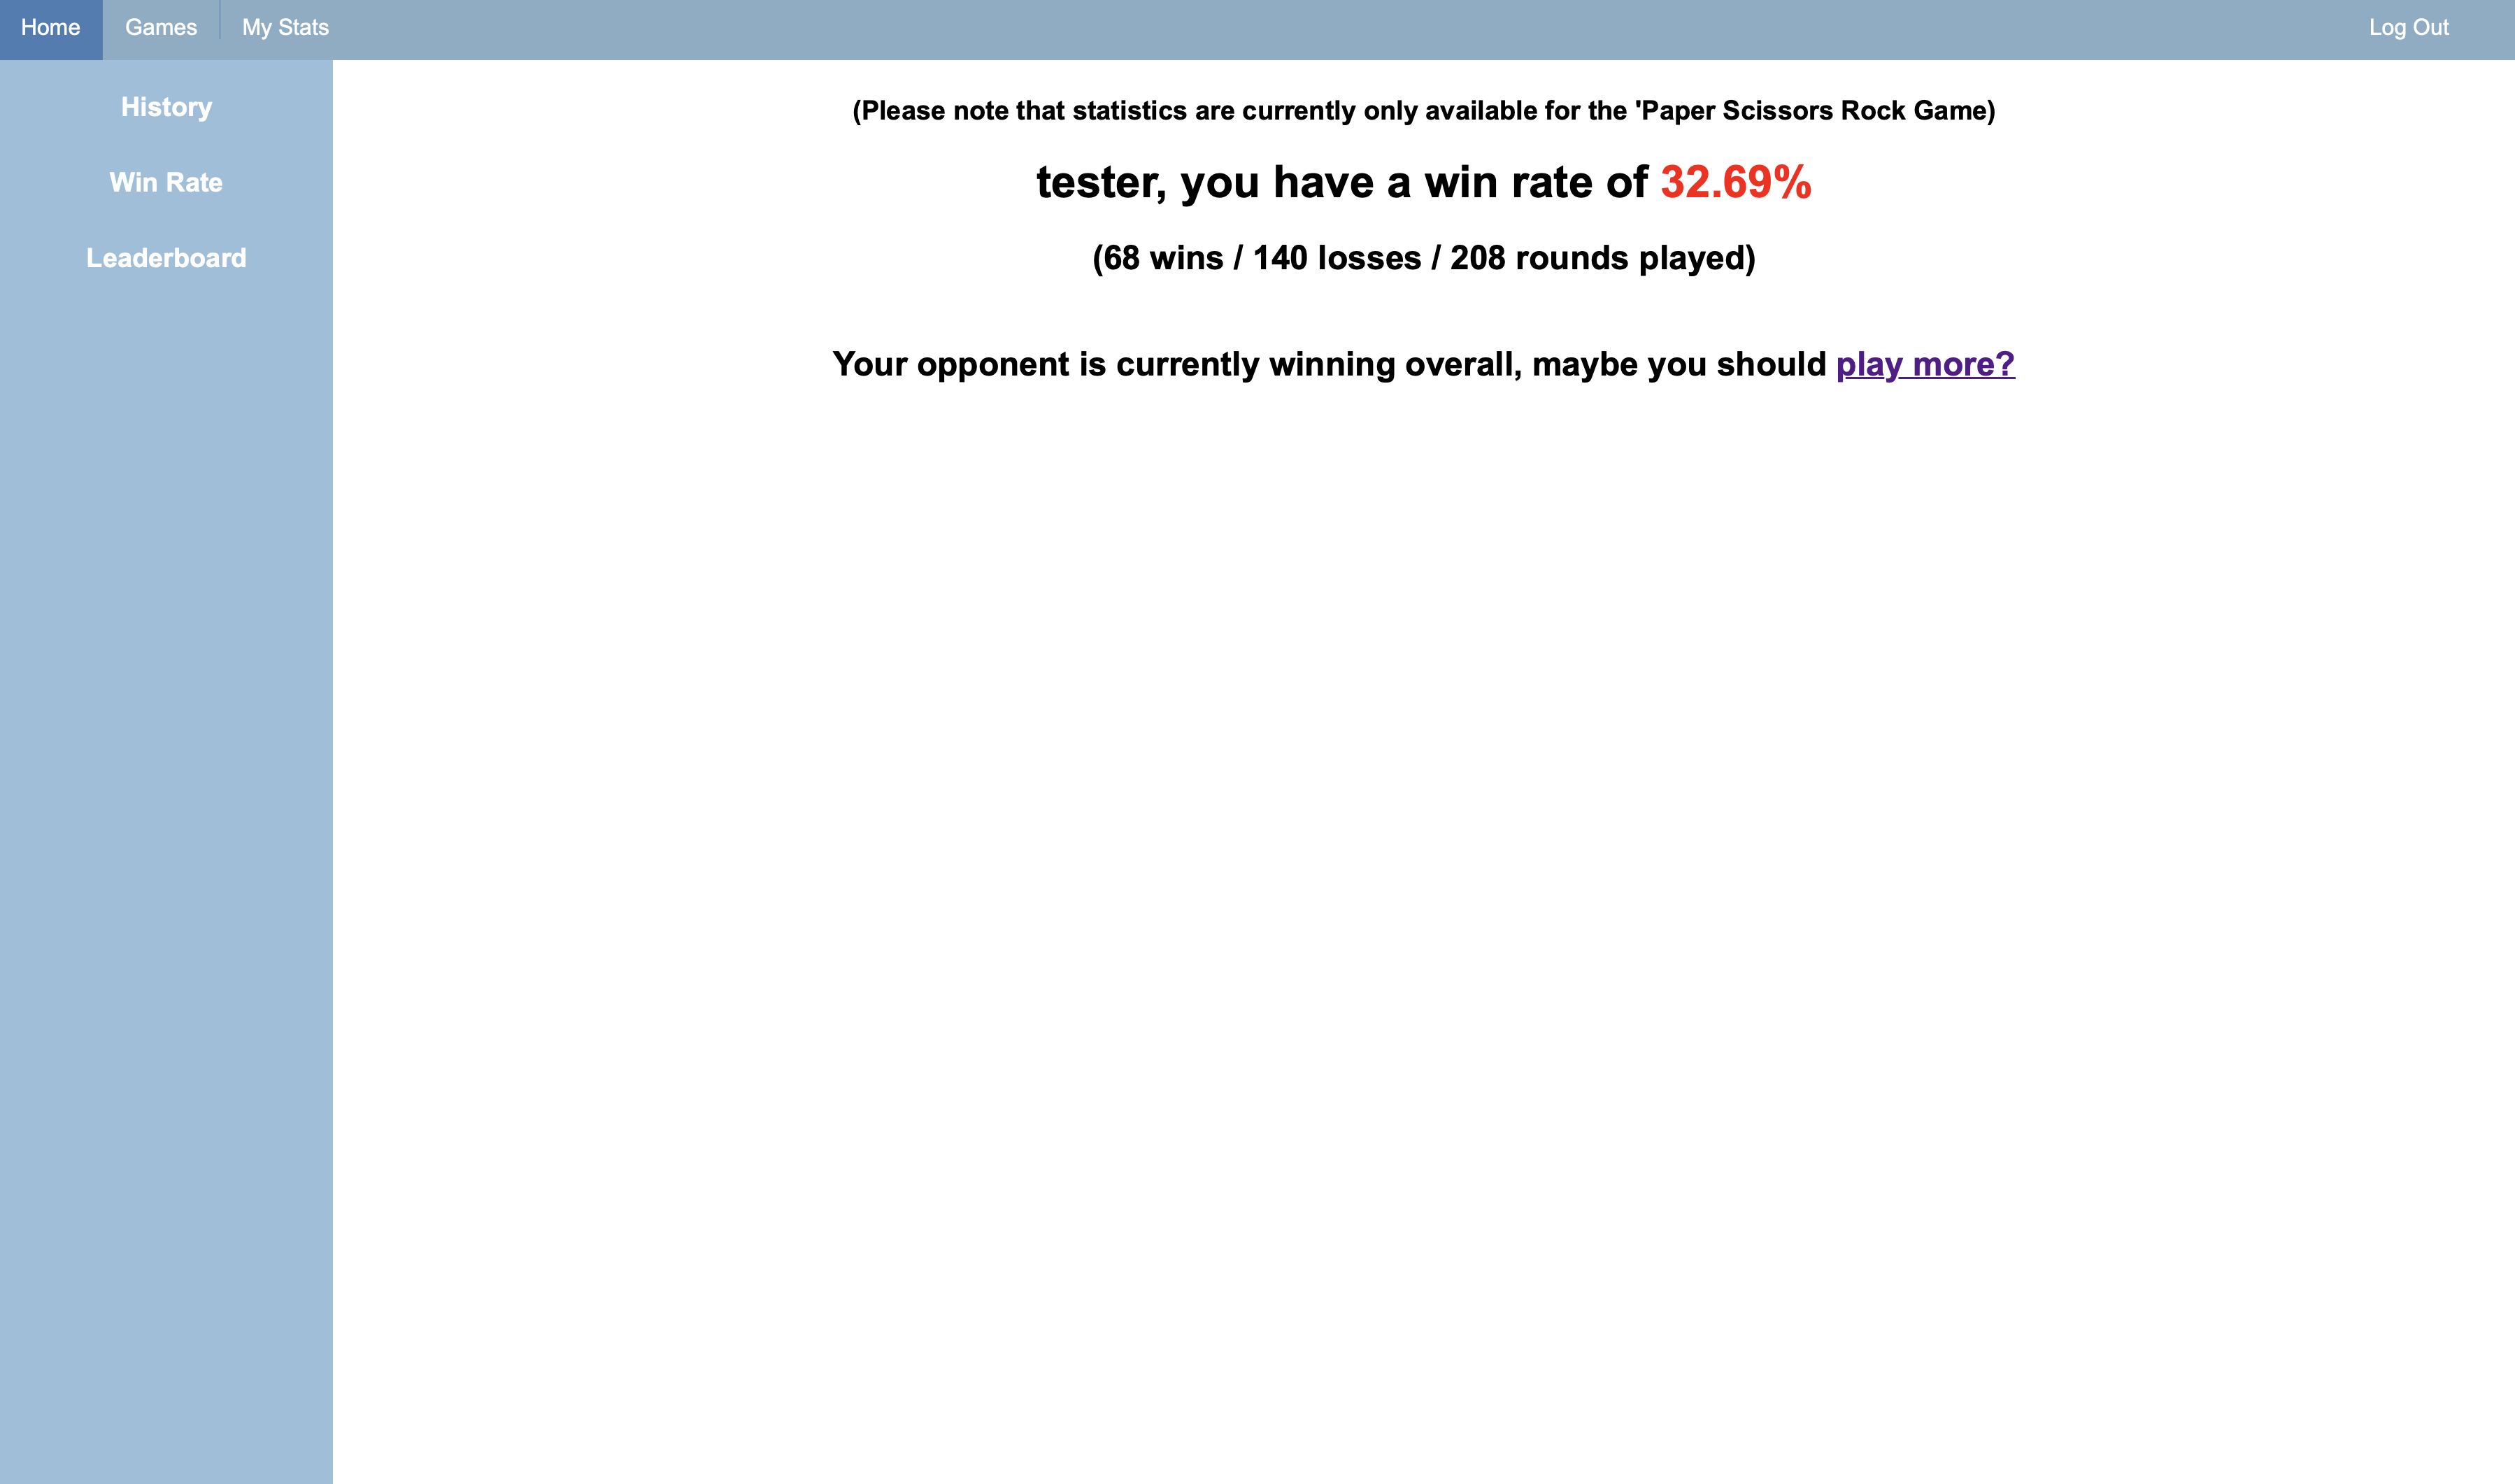 Home Games My Stats Log Out
History
Win Rate
Leaderboard
(Please note that statistics are currently only available for the 'Paper Scissors Rock Game)
tester, you have a win rate of 32.69%
(68 wins / 140 losses / 208 rounds played)
Your opponent is currently winning overall, maybe you should play more?